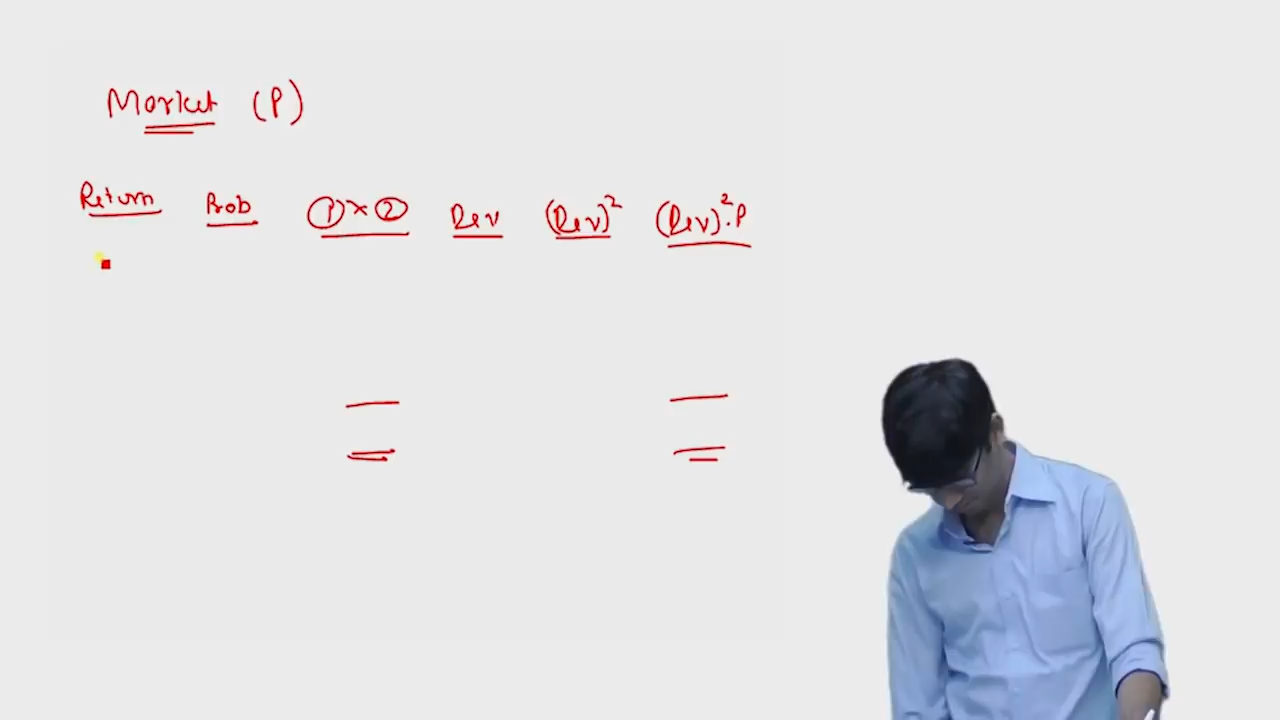 Market (P)
Return Prob ①×② Dev (Dev)² (Dev)².P